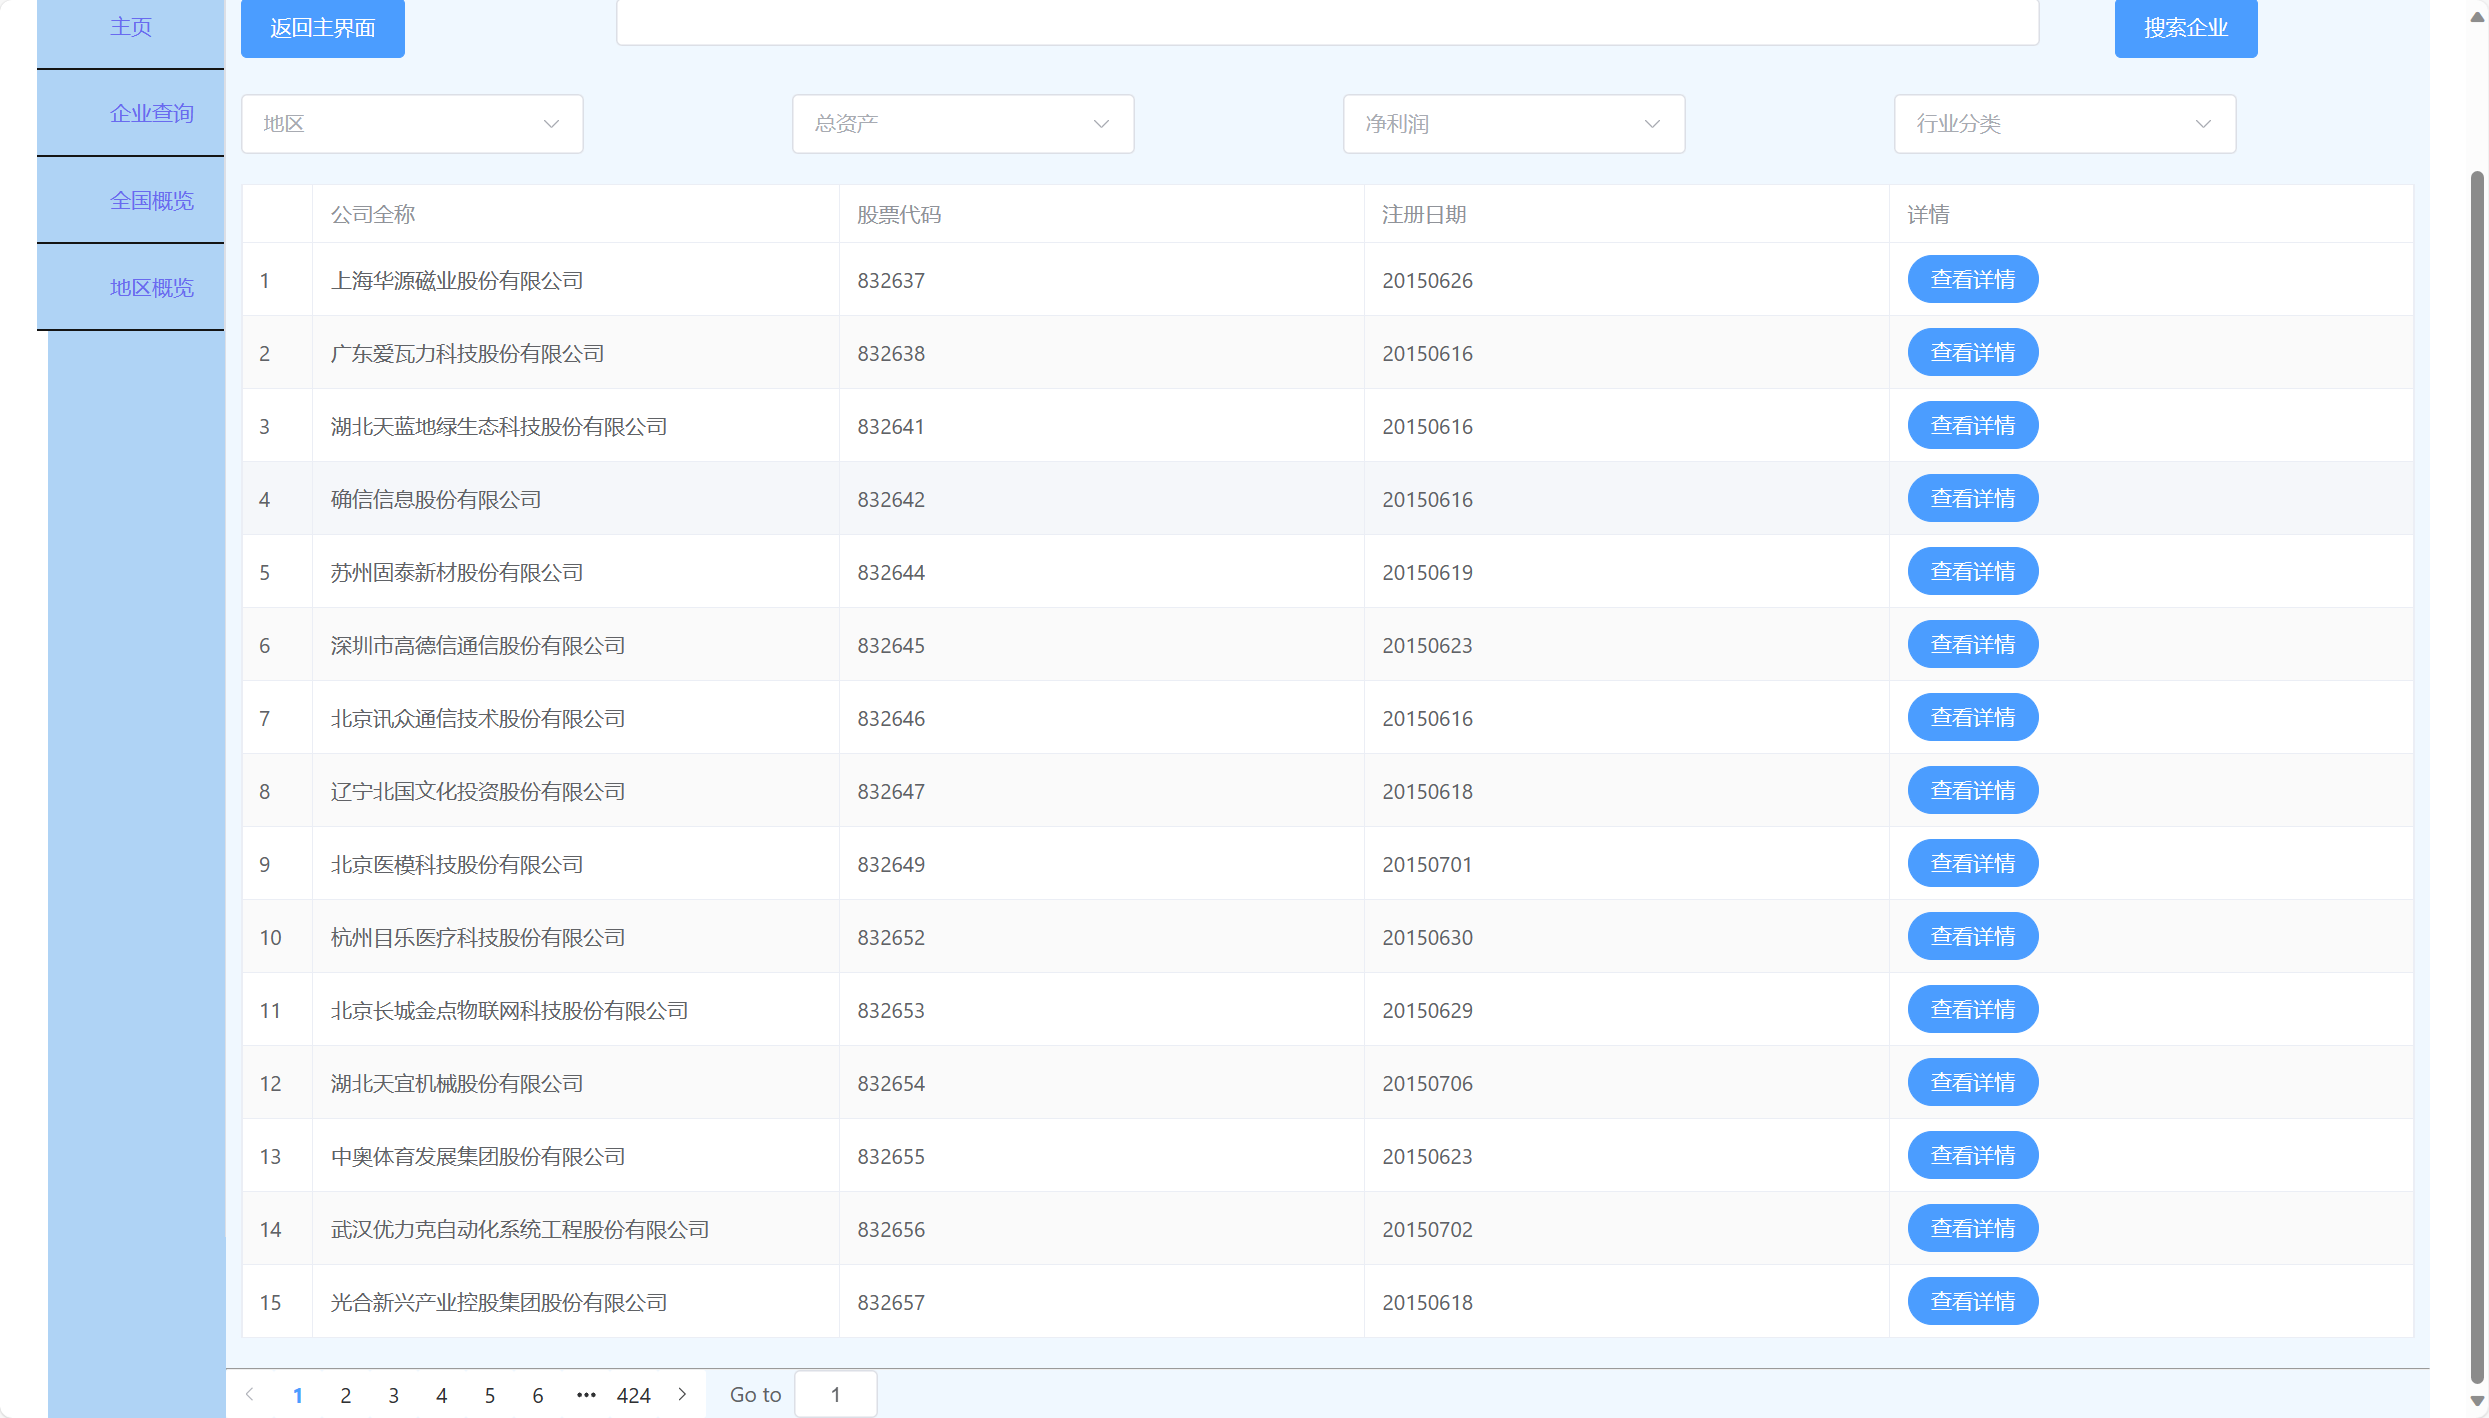 主页
返回主界面
搜索企业
企业查询
全国概览
地区概览
地区 总资产 净利润 行业分类
公司全称 股票代码 注册日期 详情
1 上海华源磁业股份有限公司 832637 20150626 查看详情
2 广东爱瓦力科技股份有限公司 832638 20150616 查看详情
3 湖北天蓝地绿生态科技股份有限公司 832641 20150616 查看详情
4 确信信息股份有限公司 832642 20150616 查看详情
5 苏州固泰新材股份有限公司 832644 20150619 查看详情
6 深圳市高德信通信股份有限公司 832645 20150623 查看详情
7 北京讯众通信技术股份有限公司 832646 20150616 查看详情
8 辽宁北国文化投资股份有限公司 832647 20150618 查看详情
9 北京医模科技股份有限公司 832649 20150701 查看详情
10 杭州目乐医疗科技股份有限公司 832652 20150630 查看详情
11 北京长城金点物联网科技股份有限公司 832653 20150629 查看详情
12 湖北天宜机械股份有限公司 832654 20150706 查看详情
13 中奥体育发展集团股份有限公司 832655 20150623 查看详情
14 武汉优力克自动化系统工程股份有限公司 832656 20150702 查看详情
15 光合新兴产业控股集团股份有限公司 832657 20150618 查看详情
1 2 3 4 5 6 ••• 424 Go to 1